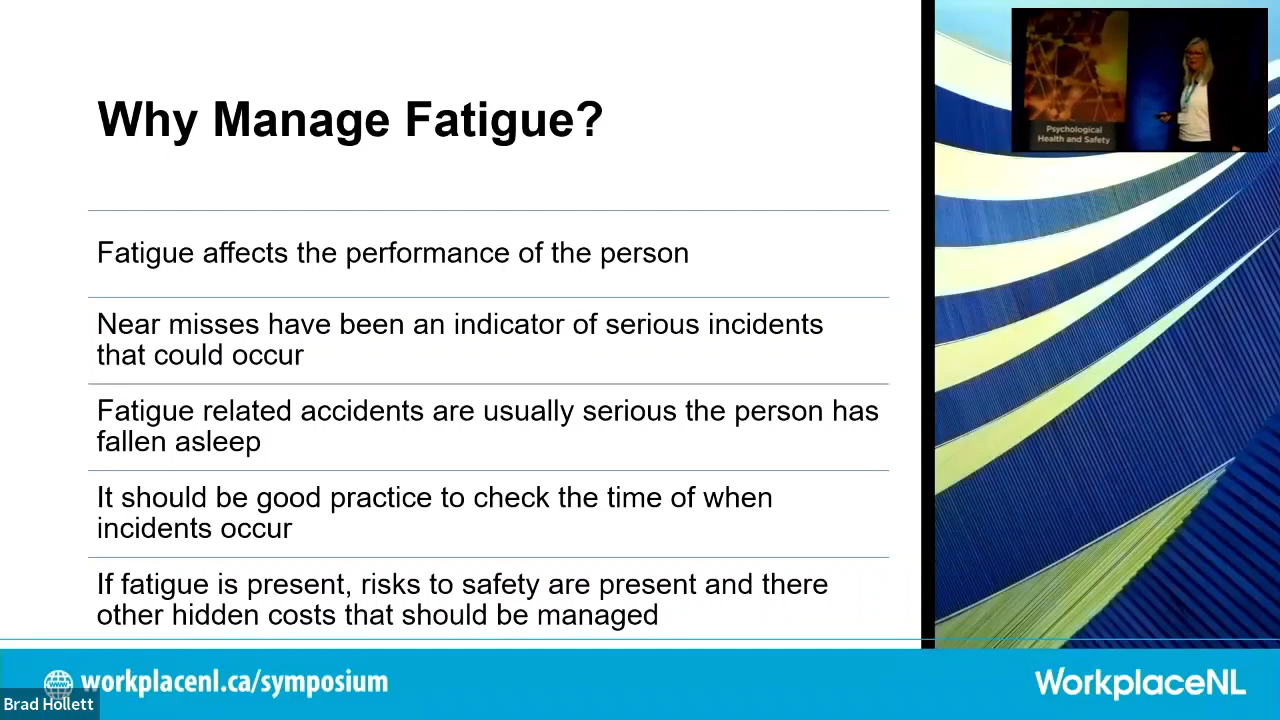 Why Manage Fatigue?
Fatigue affects the performance of the person
Near misses have been an indicator of serious incidents
that could occur
Fatigue related accidents are usually serious the person has
fallen asleep
It should be good practice to check the time of when
incidents occur
If fatigue is present, risks to safety are present and there
other hidden costs that should be managed
Psychological
Health and Safety
workplacenl.ca/symposium
WorkplaceNL
Brad Hollett